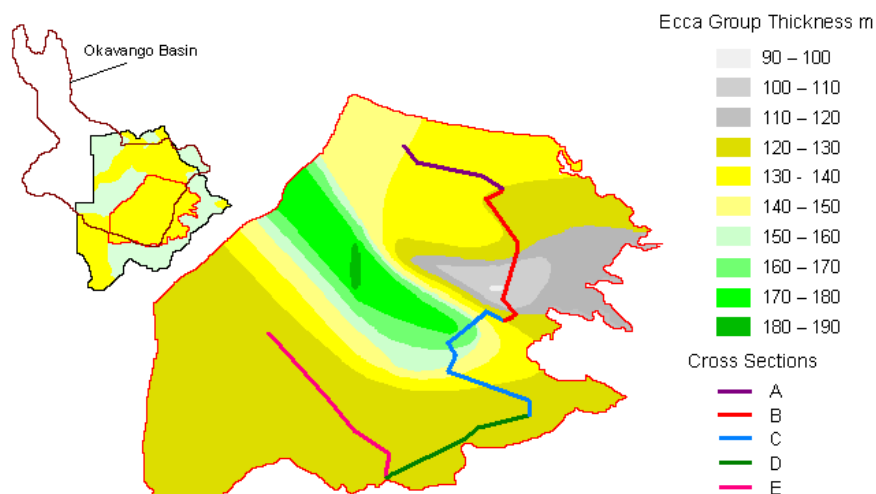 Ecca Group Thickness m
Okavango Basin
90 – 100
100 – 110
110 – 120
120 – 130
130 - 140
140 – 150
150 – 160
160 – 170
170 – 180
180 – 190
Cross Sections
A
B
C
D
E